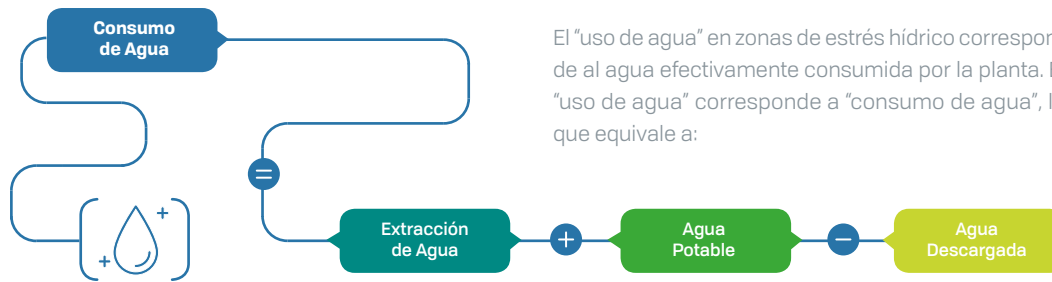 Consumo
de Agua
El "uso de agua" en zonas de estrés hídrico correspon
de al agua efectivamente consumida por la planta.
"uso de agua" corresponde a "consumo de agua",
que equivale a:
=
Extracción
de Agua
+
Agua
Potable
−
Agua
Descargada